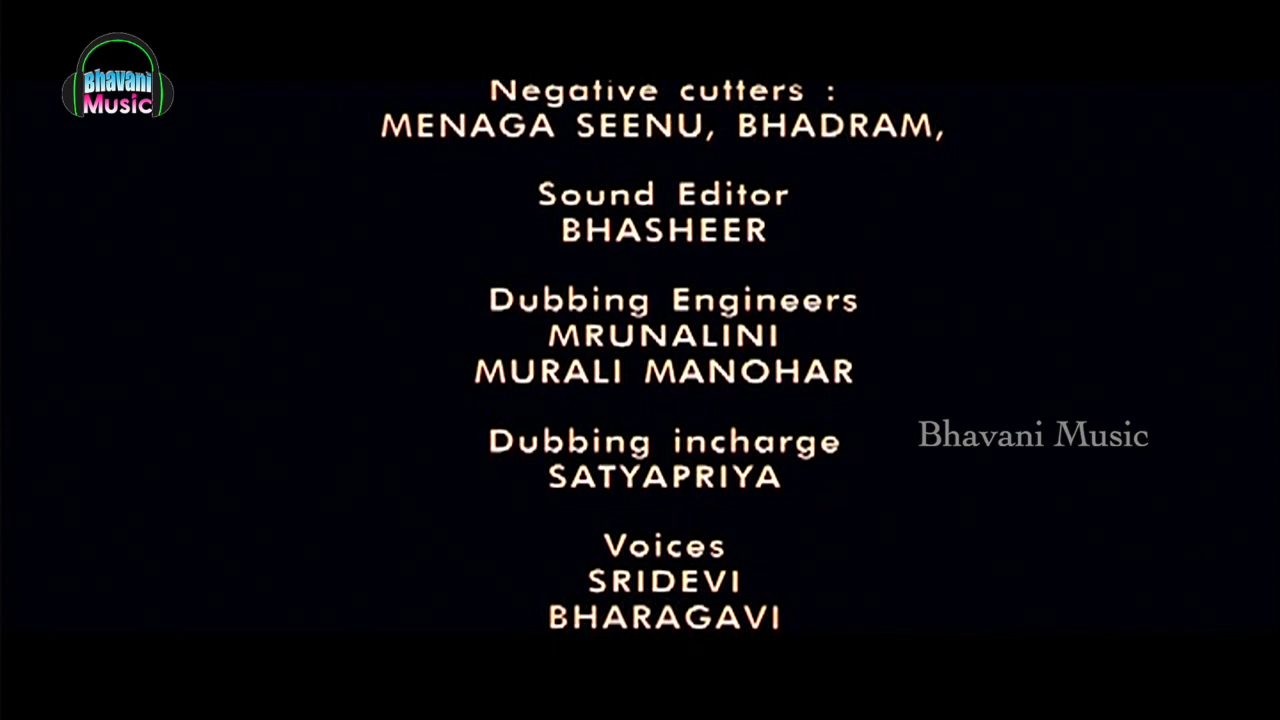 Bhavani
Music
Negative cutters :
MENAGA SEENU, BHADRAM,
Sound Editor
BHASHEER
Dubbing Engineers
MRUNALINI
MURALI MANOHAR
Dubbing incharge
SATYAPRIYA
Bhavani Music
Voices
SRIDEVI
BHARAGAVI